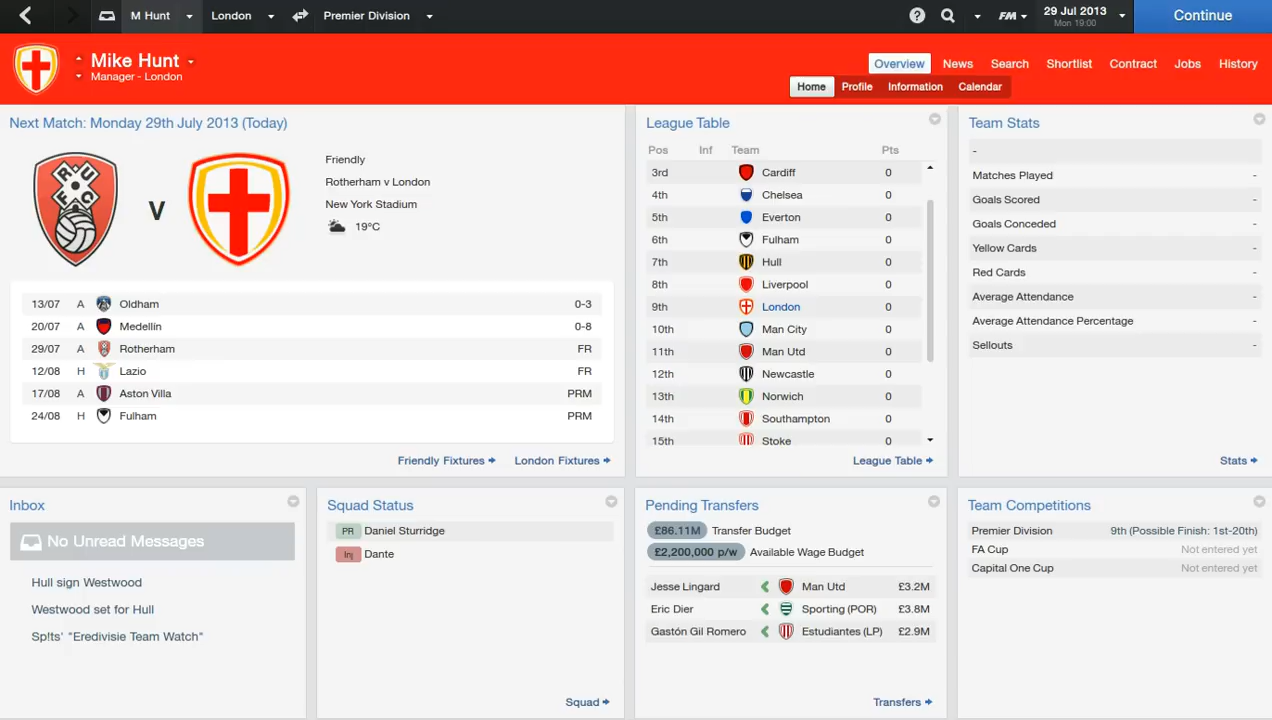 M Hunt London Premier Division FM 29 Jul 2013 Mon 19:00 Continue
Mike Hunt
Manager - London
Overview News Search Shortlist Contract Jobs History
Home Profile Information Calendar
Next Match: Monday 29th July 2013 (Today)
V
Friendly
Rotherham v London
New York Stadium
19ºC
13/07 A Oldham 0-3
20/07 A Medellín 0-8
29/07 A Rotherham FR
12/08 H Lazio FR
17/08 A Aston Villa PRM
24/08 H Fulham PRM
Friendly Fixtures London Fixtures
League Table
Pos Inf Team Pts
3rd Cardiff 0
4th Chelsea 0
5th Everton 0
6th Fulham 0
7th Hull 0
8th Liverpool 0
9th London 0
10th Man City 0
11th Man Utd 0
12th Newcastle 0
13th Norwich 0
14th Southampton 0
15th Stoke 0
League Table
Team Stats
-
Matches Played -
Goals Scored -
Goals Conceded -
Yellow Cards -
Red Cards -
Average Attendance -
Average Attendance Percentage -
Sellouts -
Stats
Inbox
No Unread Messages
Hull sign Westwood
Westwood set for Hull
Sp!ts' "Eredivisie Team Watch"
Squad Status
PR Daniel Sturridge
Inj Dante
Squad
Pending Transfers
£86.11M Transfer Budget
£2,200,000 p/w Available Wage Budget
Jesse Lingard Man Utd £3.2M
Eric Dier Sporting (POR) £3.8M
Gastón Gil Romero Estudiantes (LP) £2.9M
Transfers
Team Competitions
Premier Division 9th (Possible Finish: 1st-20th)
FA Cup Not entered yet
Capital One Cup Not entered yet